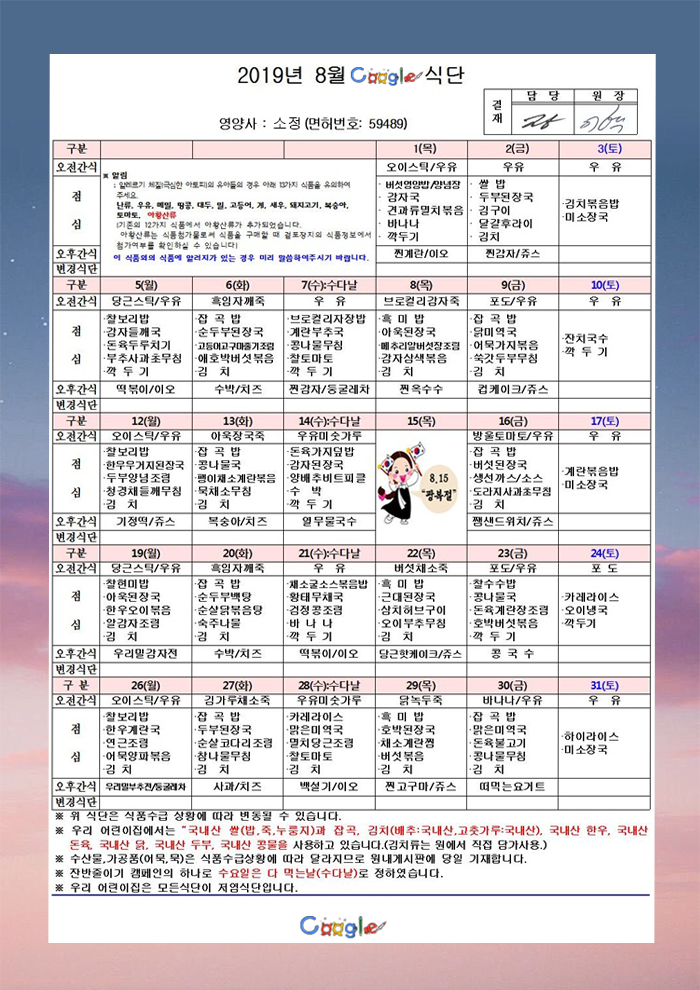 2019년 8월 Google 식단
결재 담 당 원 장
영양사 : 소정 (면허번호: 59489)
구분 1(목) 2(금) 3(토)
오전간식 오이스틱/우유 우유 우 유
점 심
※ 알림
: 알레르기 체질(극심한 아토피)의 유아들의 경우 아래 13가지 식품을 유의하여
주세요.
난류, 우유, 메밀, 땅콩, 대두, 밀, 고등어, 게, 새우, 돼지고기, 복숭아,
토마토, 아황산류
(기존의 12가지 식품에서 아황산류가 추가되었습니다.
아황산류는 식품첨가물로써 식품을 구매할 때 겉포장지의 식품정보에서
첨가여부를 확인하실 수 있습니다)
이 식품외의 식품에 알러지가 있는 경우 미리 말씀하여주시기 바랍니다.
·버섯영양밥/양념장
·감자국
·견과류멸치볶음
·바나나
·깍두기
·쌀 밥
·두부된장국
·김구이
·달걀후라이
·김치
·김치볶음밥
·미소장국
오후간식 찐계란/이오 찐감자/쥬스
변경식단
구분 5(월) 6(화) 7(수):수다날 8(목) 9(금) 10(토)
오전간식 당근스틱/우유 흑임자깨죽 우 유 브로컬리감자죽 포도/우유 우 유
점 심
·찰보리밥
·감자들깨국
·돈육두루치기
·부추사과초무침
·깍 두 기
·잡 곡 밥
·순두부된장국
·고등어고구마줄기조림
·애호박버섯볶음
·김 치
·브로컬리자장밥
·계란부추국
·콩나물무침
·찰토마토
·깍 두 기
·흑 미 밥
·아욱된장국
·메추리알버섯장조림
·감자삼색볶음
·김 치
·잡 곡 밥
·닭미역국
·어묵가지볶음
·쑥갓두부무침
·김 치
·잔치국수
·깍 두 기
오후간식 떡볶이/이오 수박/치즈 찐감자/둥굴레차 찐옥수수 컵케이크/쥬스
변경식단
구분 12(월) 13(화) 14(수):수다날 15(목) 16(금) 17(토)
오전간식 오이스틱/우유 아욱된장국죽 우유미숫가루 방울토마토/우유 우 유
점 심
·찰보리밥
·한우무거지된장국
·두부양념조림
·청경채들깨무침
·김 치
·잡 곡 밥
·콩나물국
·팽이채소계란볶음
·묵채소무침
·김 치
·돈육가지덮밥
·감자된장국
·양배추비트피클
·수 박
·깍 두 기
8.15
"광복절"
·잡 곡 밥
·버섯된장국
·생선까스/소스
·도라지사과초무침
·김 치
·계란볶음밥
·미소장국
오후간식 기정떡/쥬스 복숭아/치즈 열무물국수 쨈샌드위치/쥬스
변경식단
구분 19(월) 20(화) 21(수):수다날 22(목) 23(금) 24(토)
오전간식 당근스틱/우유 흑임자깨죽 우 유 버섯채소죽 포도/우유 포 도
점 심
·찰현미밥
·아욱된장국
·한우오이볶음
·알감자조림
·김 치
·잡 곡 밥
·순두부백탕
·순살닭볶음탕
·숙주나물
·김 치
·채소굴소스볶음밥
·황태무채국
·검정콩조림
·바 나 나
·깍 두 기
·흑 미 밥
·근대된장국
·삼치허브구이
·오이부추무침
·김 치
·찰수수밥
·콩나물국
·돈육계란장조림
·호박버섯볶음
·깍 두 기
·카레라이스
·오이냉국
·깍두기
오후간식 우리밀감자전 수박/치즈 떡볶이/이오 당근핫케이크/쥬스 콩 국 수
변경식단
구 분 26(월) 27(화) 28(수):수다날 29(목) 30(금) 31(토)
오전간식 오이스틱/우유 김가루채소죽 우유미숫가루 닭녹두죽 바나나/우유 우 유
점 심
·찰보리밥
·한우계란국
·연근조림
·어묵양파볶음
·김 치
·잡 곡 밥
·두부된장국
·순살코다리조림
·참나물무침
·김 치
·카레라이스
·맑은미역국
·멸치당근조림
·찰토마토
·김 치
·흑 미 밥
·호박된장국
·채소계란찜
·버섯볶음
·김 치
·잡 곡 밥
·맑은미역국
·돈육불고기
·콩나물무침
·김 치
·하이라이스
·미소장국
오후간식 우리밀부추전/둥굴레차 사과/치즈 백설기/이오 찐고구마/쥬스 떠먹는요거트
변경식단
※ 위 식단은 식품수급 상황에 따라 변동될 수 있습니다.
※ 우리 어린이집에서는 "국내산 쌀(밥,죽,누룽지)과 잡곡, 김치(배추:국내산,고춧가루:국내산), 국내산 한우, 국내산
돈육, 국내산 닭, 국내산 두부, 국내산 콩물을 사용하고 있습니다.(김치류는 원에서 직접 담가사용.)
※ 수산물,가공품(어묵,묵)은 식품수급상황에 따라 달라지므로 원내게시판에 당일 기재합니다.
※ 잔반줄이기 캠페인의 하나로 수요일은 다 먹는날(수다날)로 정하였습니다.
※ 우리 어린이집은 모든식단이 저염식단입니다.
Google